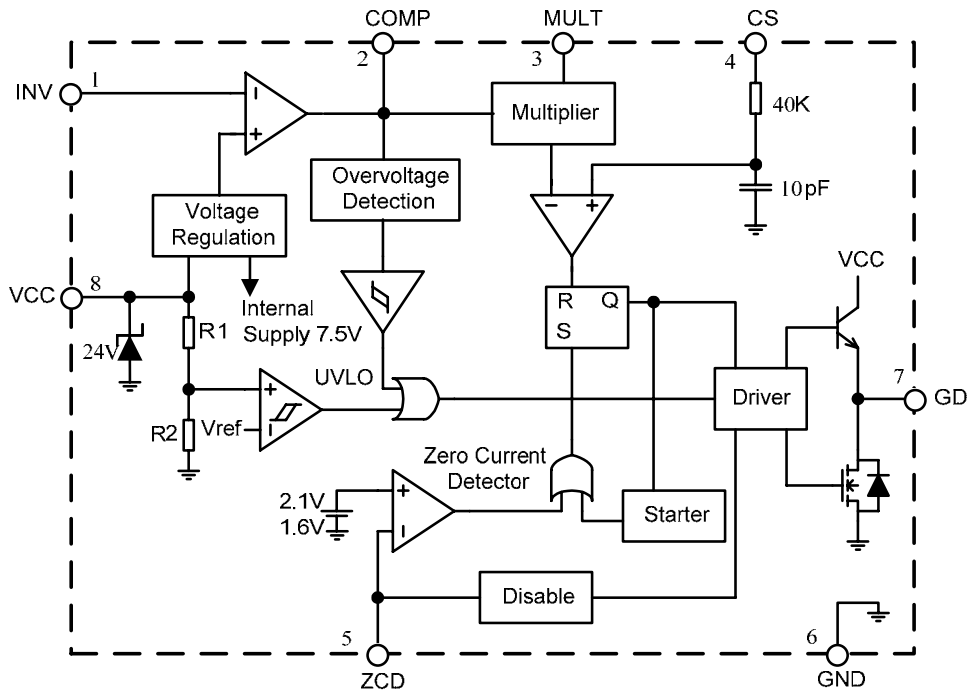 COMP
MULT
CS
2
3
4
INV
1
−
+
Multiplier
40K
10pF
Overvoltage
Detection
Voltage
Regulation
− +
VCC
8
VCC
Internal
Supply 7.5V
24V
R1
R Q
S
UVLO
+
−
R2
Vref
Driver
7
GD
Zero Current
Detector
2.1V
1.6V
+
−
Starter
Disable
5
ZCD
6
GND